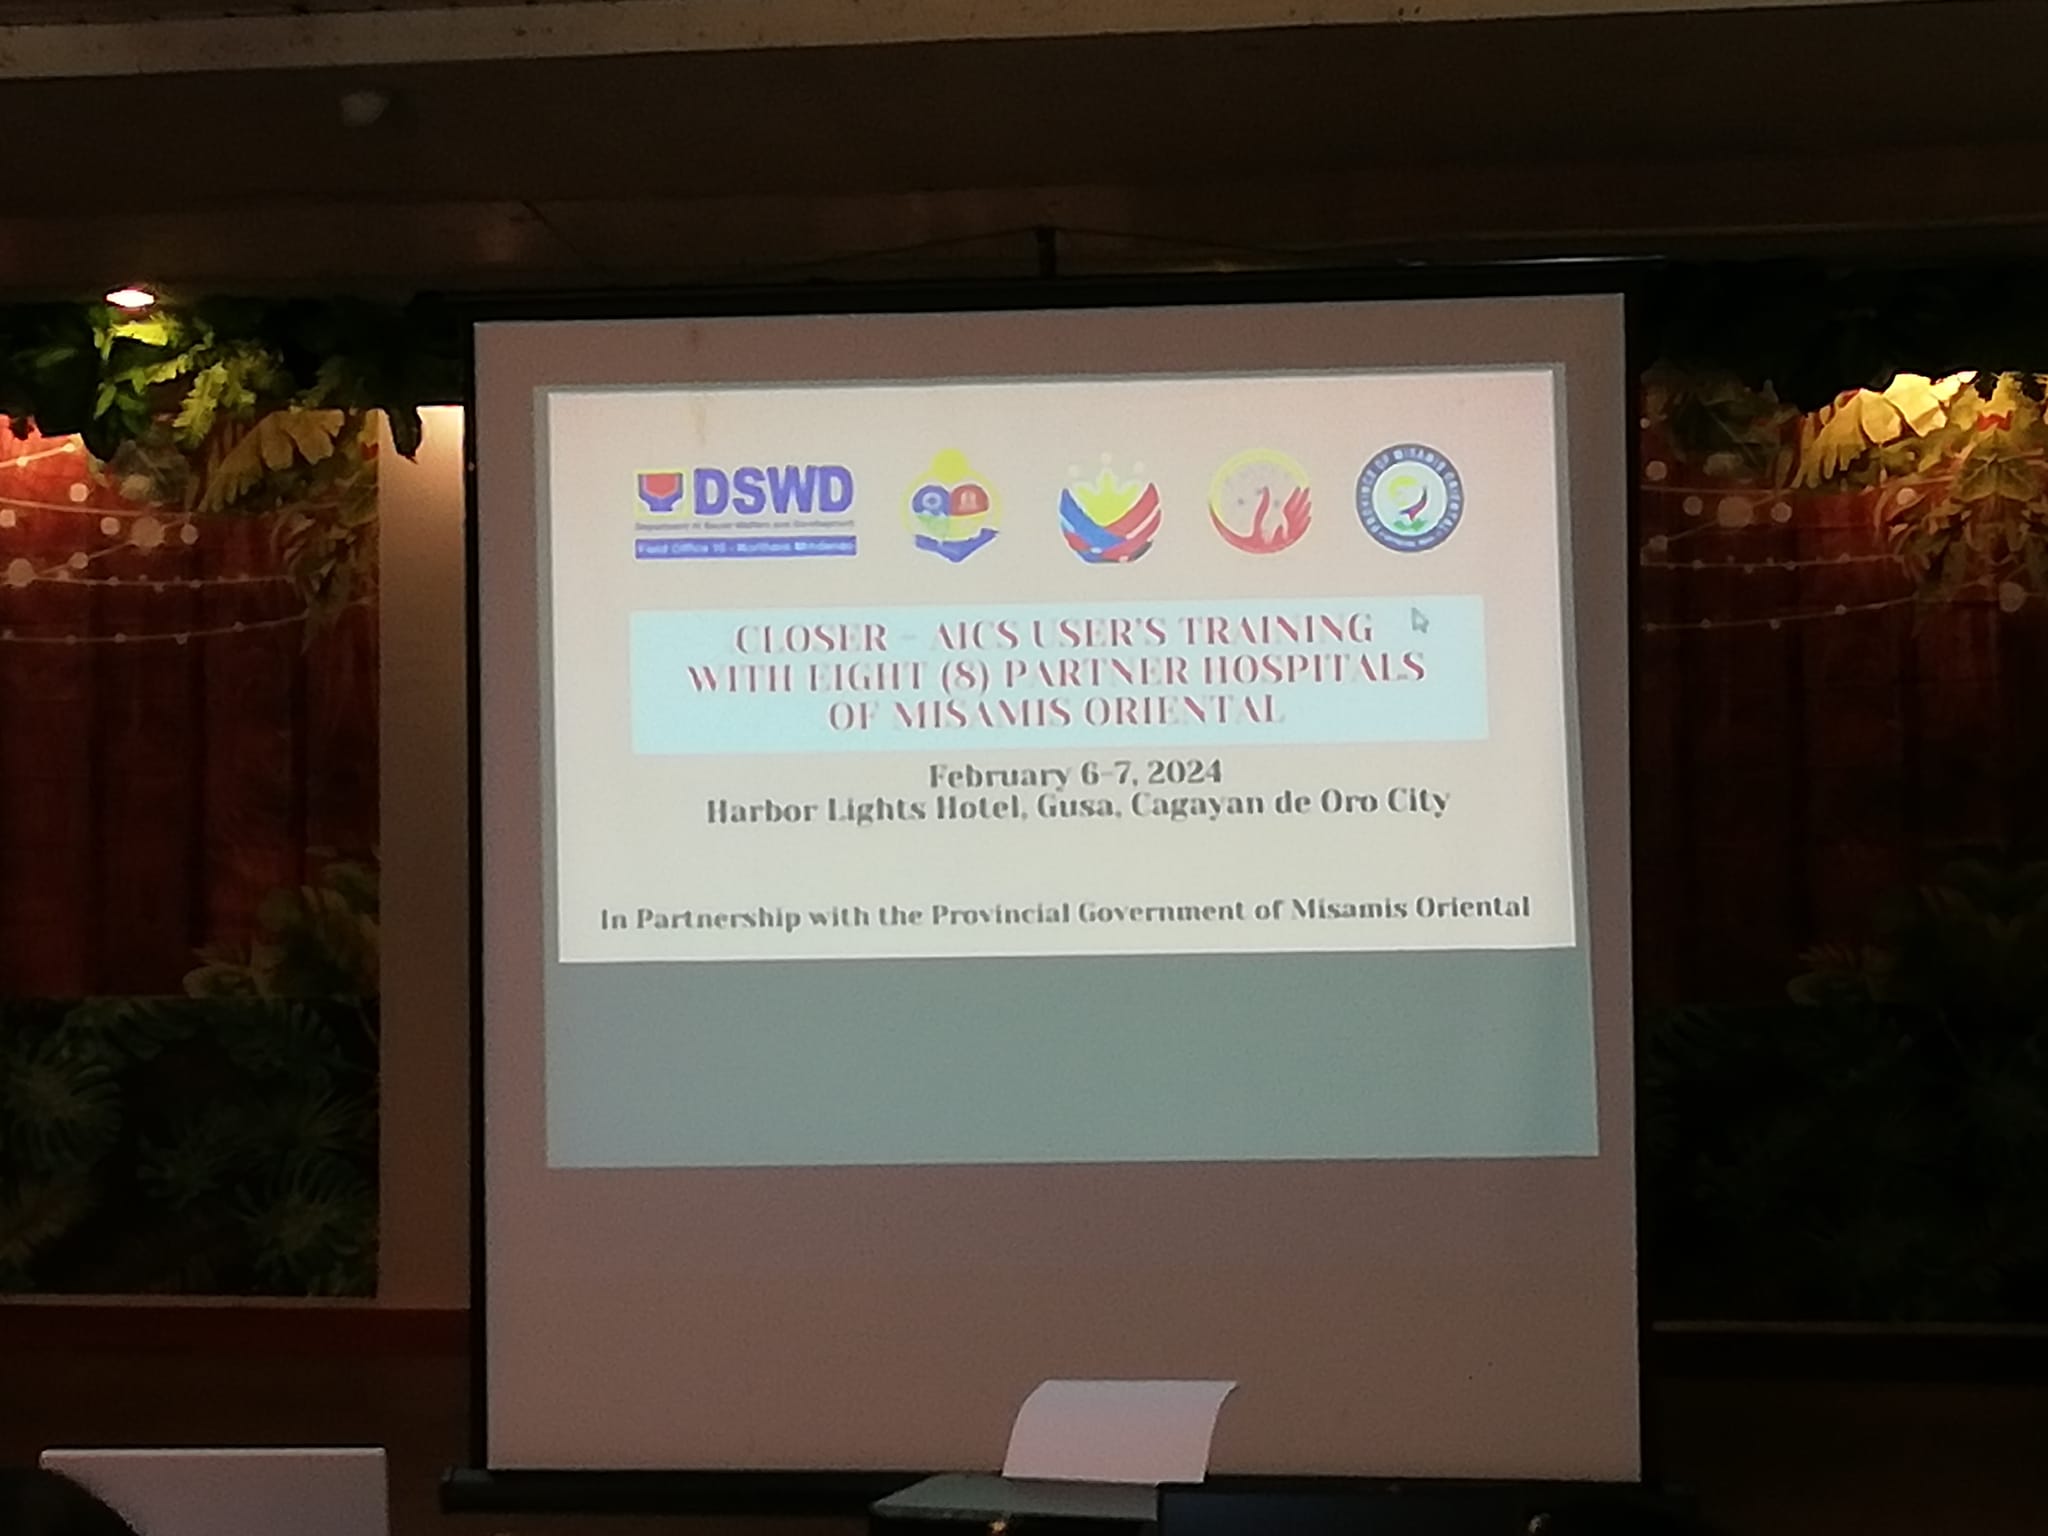 DSWD
Department of Social Welfare and Development
Field Office 10 - Northern Mindanao
PROVINCE OF MISAMIS ORIENTAL
CLOSER - AICS USER'S TRAINING
WITH EIGHT (8) PARTNER HOSPITALS
OF MISAMIS ORIENTAL
February 6-7, 2024
Harbor Lights Hotel, Gusa, Cagayan de Oro City
In Partnership with the Provincial Government of Misamis Oriental